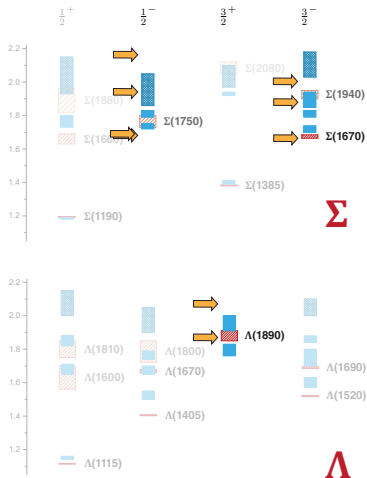 1/2⁺ 1/2⁻ 3/2⁺ 3/2⁻
2.2
2.0
1.8
1.6
1.4
1.2
Σ(1880)
Σ(1660)
Σ(1190)
Σ(1750)
Σ(2080)
Σ(1385)
Σ(1940)
Σ(1670)
Σ
2.2
2.0
1.8
1.6
1.4
1.2
Λ(1810)
Λ(1600)
Λ(1115)
Λ(1800)
Λ(1670)
Λ(1405)
Λ(1890)
Λ(1690)
Λ(1520)
Λ